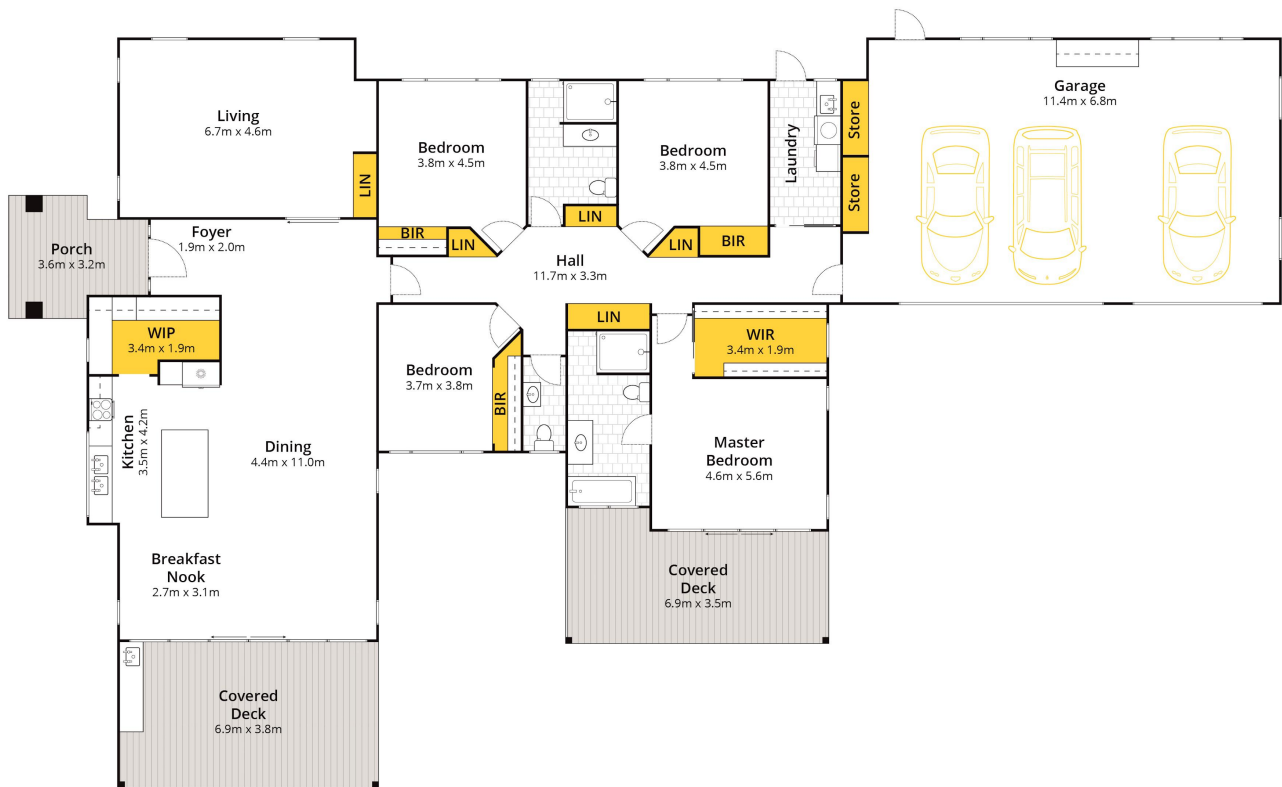 Living
6.7m x 4.6m
LIN
Bedroom
3.8m x 4.5m
BIR
LIN
LIN
Bedroom
3.8m x 4.5m
LIN
BIR
Laundry
Store
Store
Garage
11.4m x 6.8m
Porch
3.6m x 3.2m
Foyer
1.9m x 2.0m
Hall
11.7m x 3.3m
WIP
3.4m x 1.9m
Kitchen
3.5m x 4.2m
Dining
4.4m x 11.0m
Breakfast
Nook
2.7m x 3.1m
Bedroom
3.7m x 3.8m
BIR
LIN
WIR
3.4m x 1.9m
Master
Bedroom
4.6m x 5.6m
Covered
Deck
6.9m x 3.5m
Covered
Deck
6.9m x 3.8m